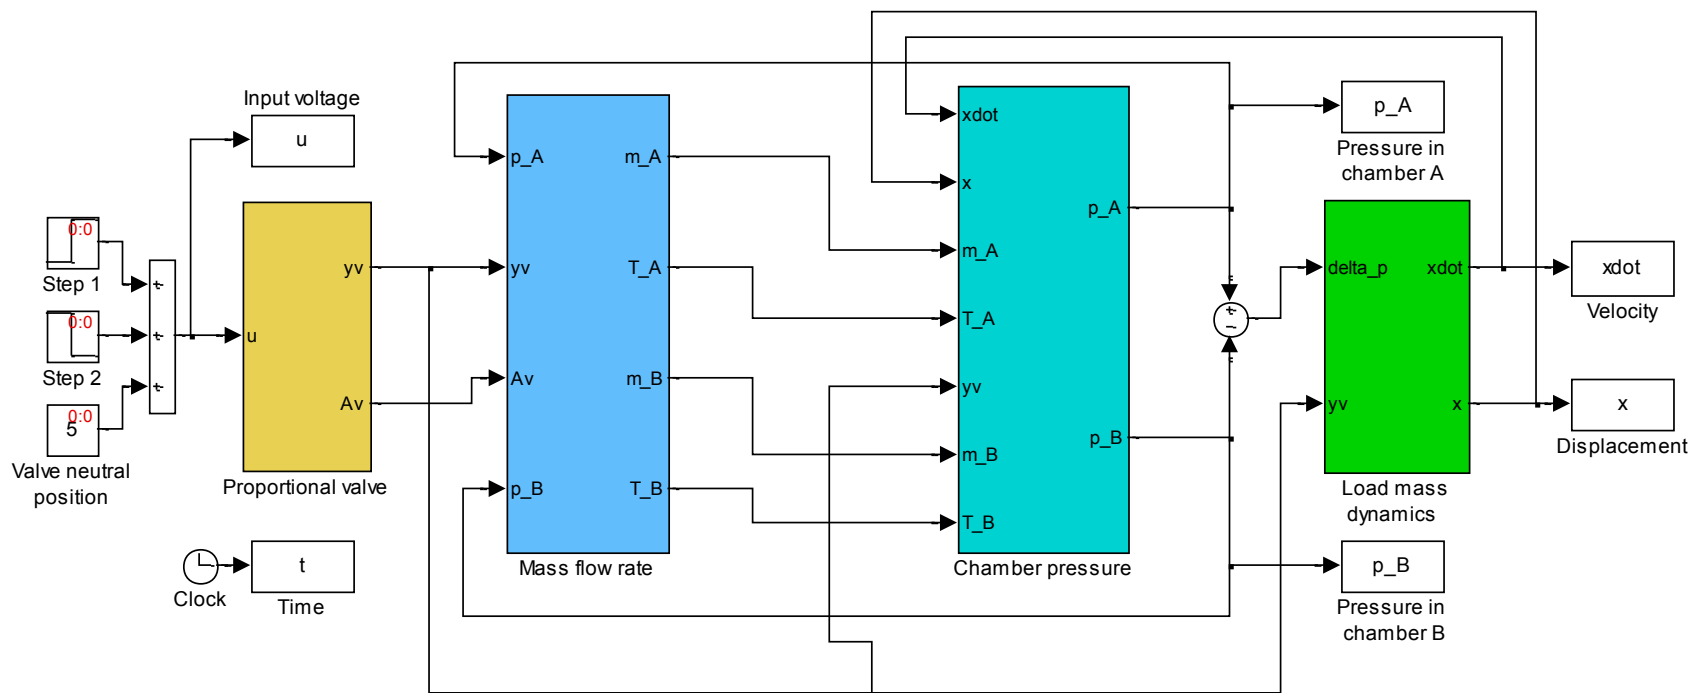 Input voltage
u
0:0
Step 1
0:0
Step 2
0:0
5
Valve neutral
position
+
+
+
u
yv
Av
Proportional valve
Clock
t
Time
p_A
yv
Av
p_B
m_A
T_A
m_B
T_B
Mass flow rate
xdot
x
m_A
T_A
yv
m_B
T_B
p_A
p_B
Chamber pressure
+
−
p_A
Pressure in
chamber A
delta_p
yv
xdot
x
Load mass
dynamics
xdot
Velocity
x
Displacement
p_B
Pressure in
chamber B